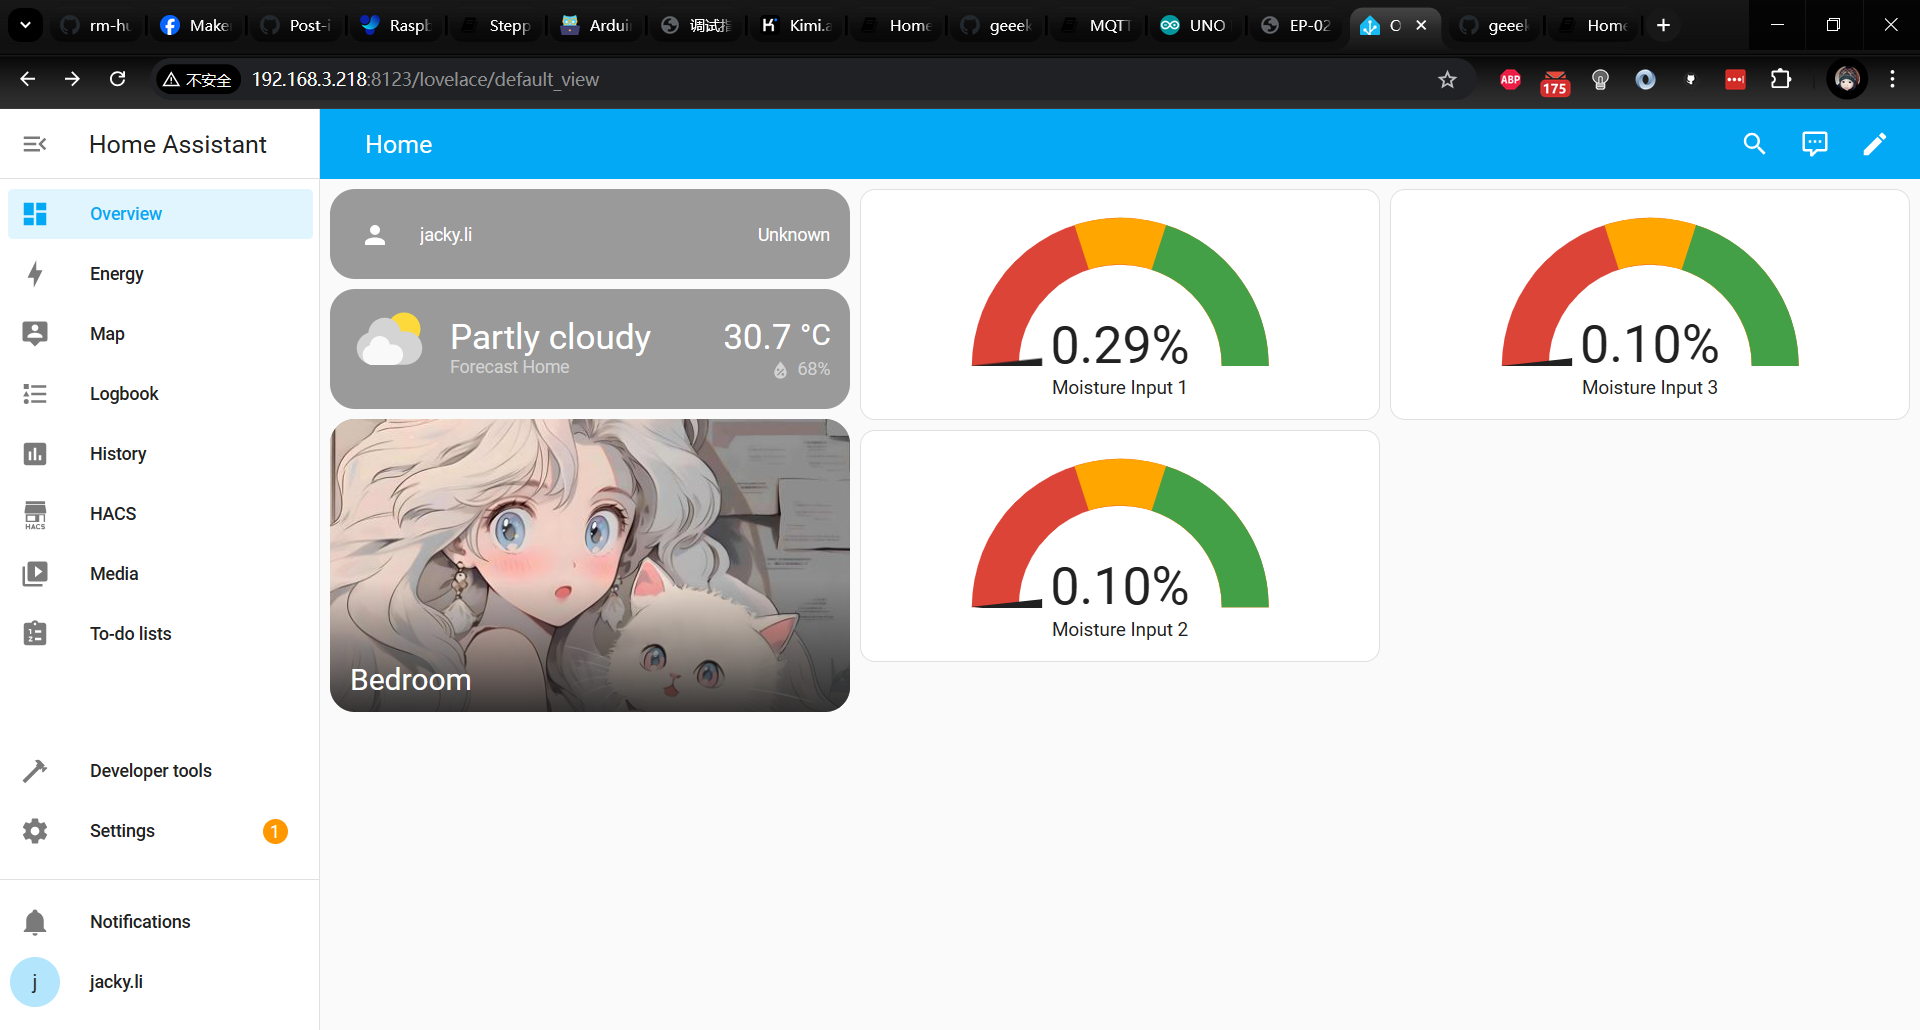 rm-hu
Make
Post-i
Raspb
Stepp
Ardui
调试
Kimi.a
Home
geeek
MQTT
UNO
EP-02
O
geeek
Home
不安全
192.168.3.218:8123/lovelace/default_view
ABP
175
Home Assistant
Home
Overview
Energy
Map
Logbook
History
HACS
HACS
Media
To-do lists
Developer tools
Settings
1
Notifications
j
jacky.li
jacky.li
Unknown
Partly cloudy
30.7 °C
Forecast Home
68%
Bedroom
0.29%
Moisture Input 1
0.10%
Moisture Input 2
0.10%
Moisture Input 3